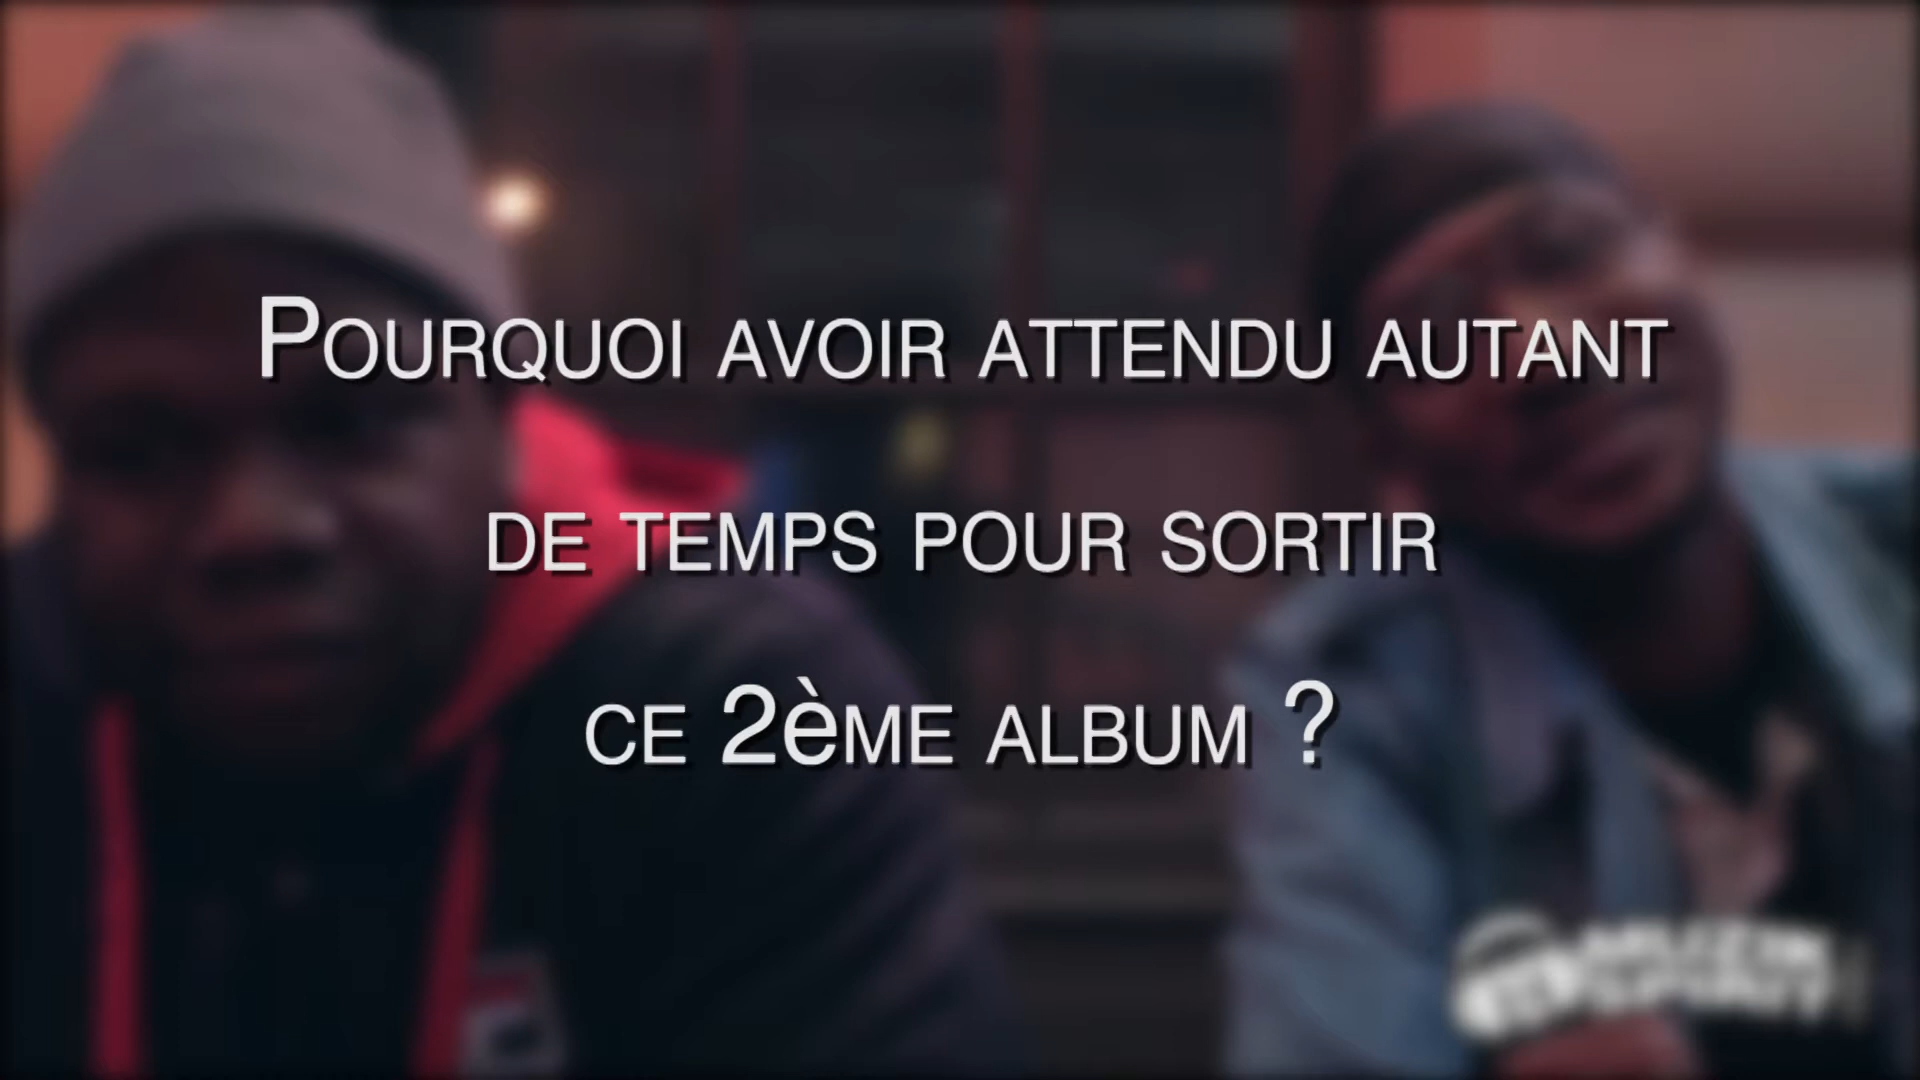 Pourquoi avoir attendu autant
de temps pour sortir
ce 2ème album ?